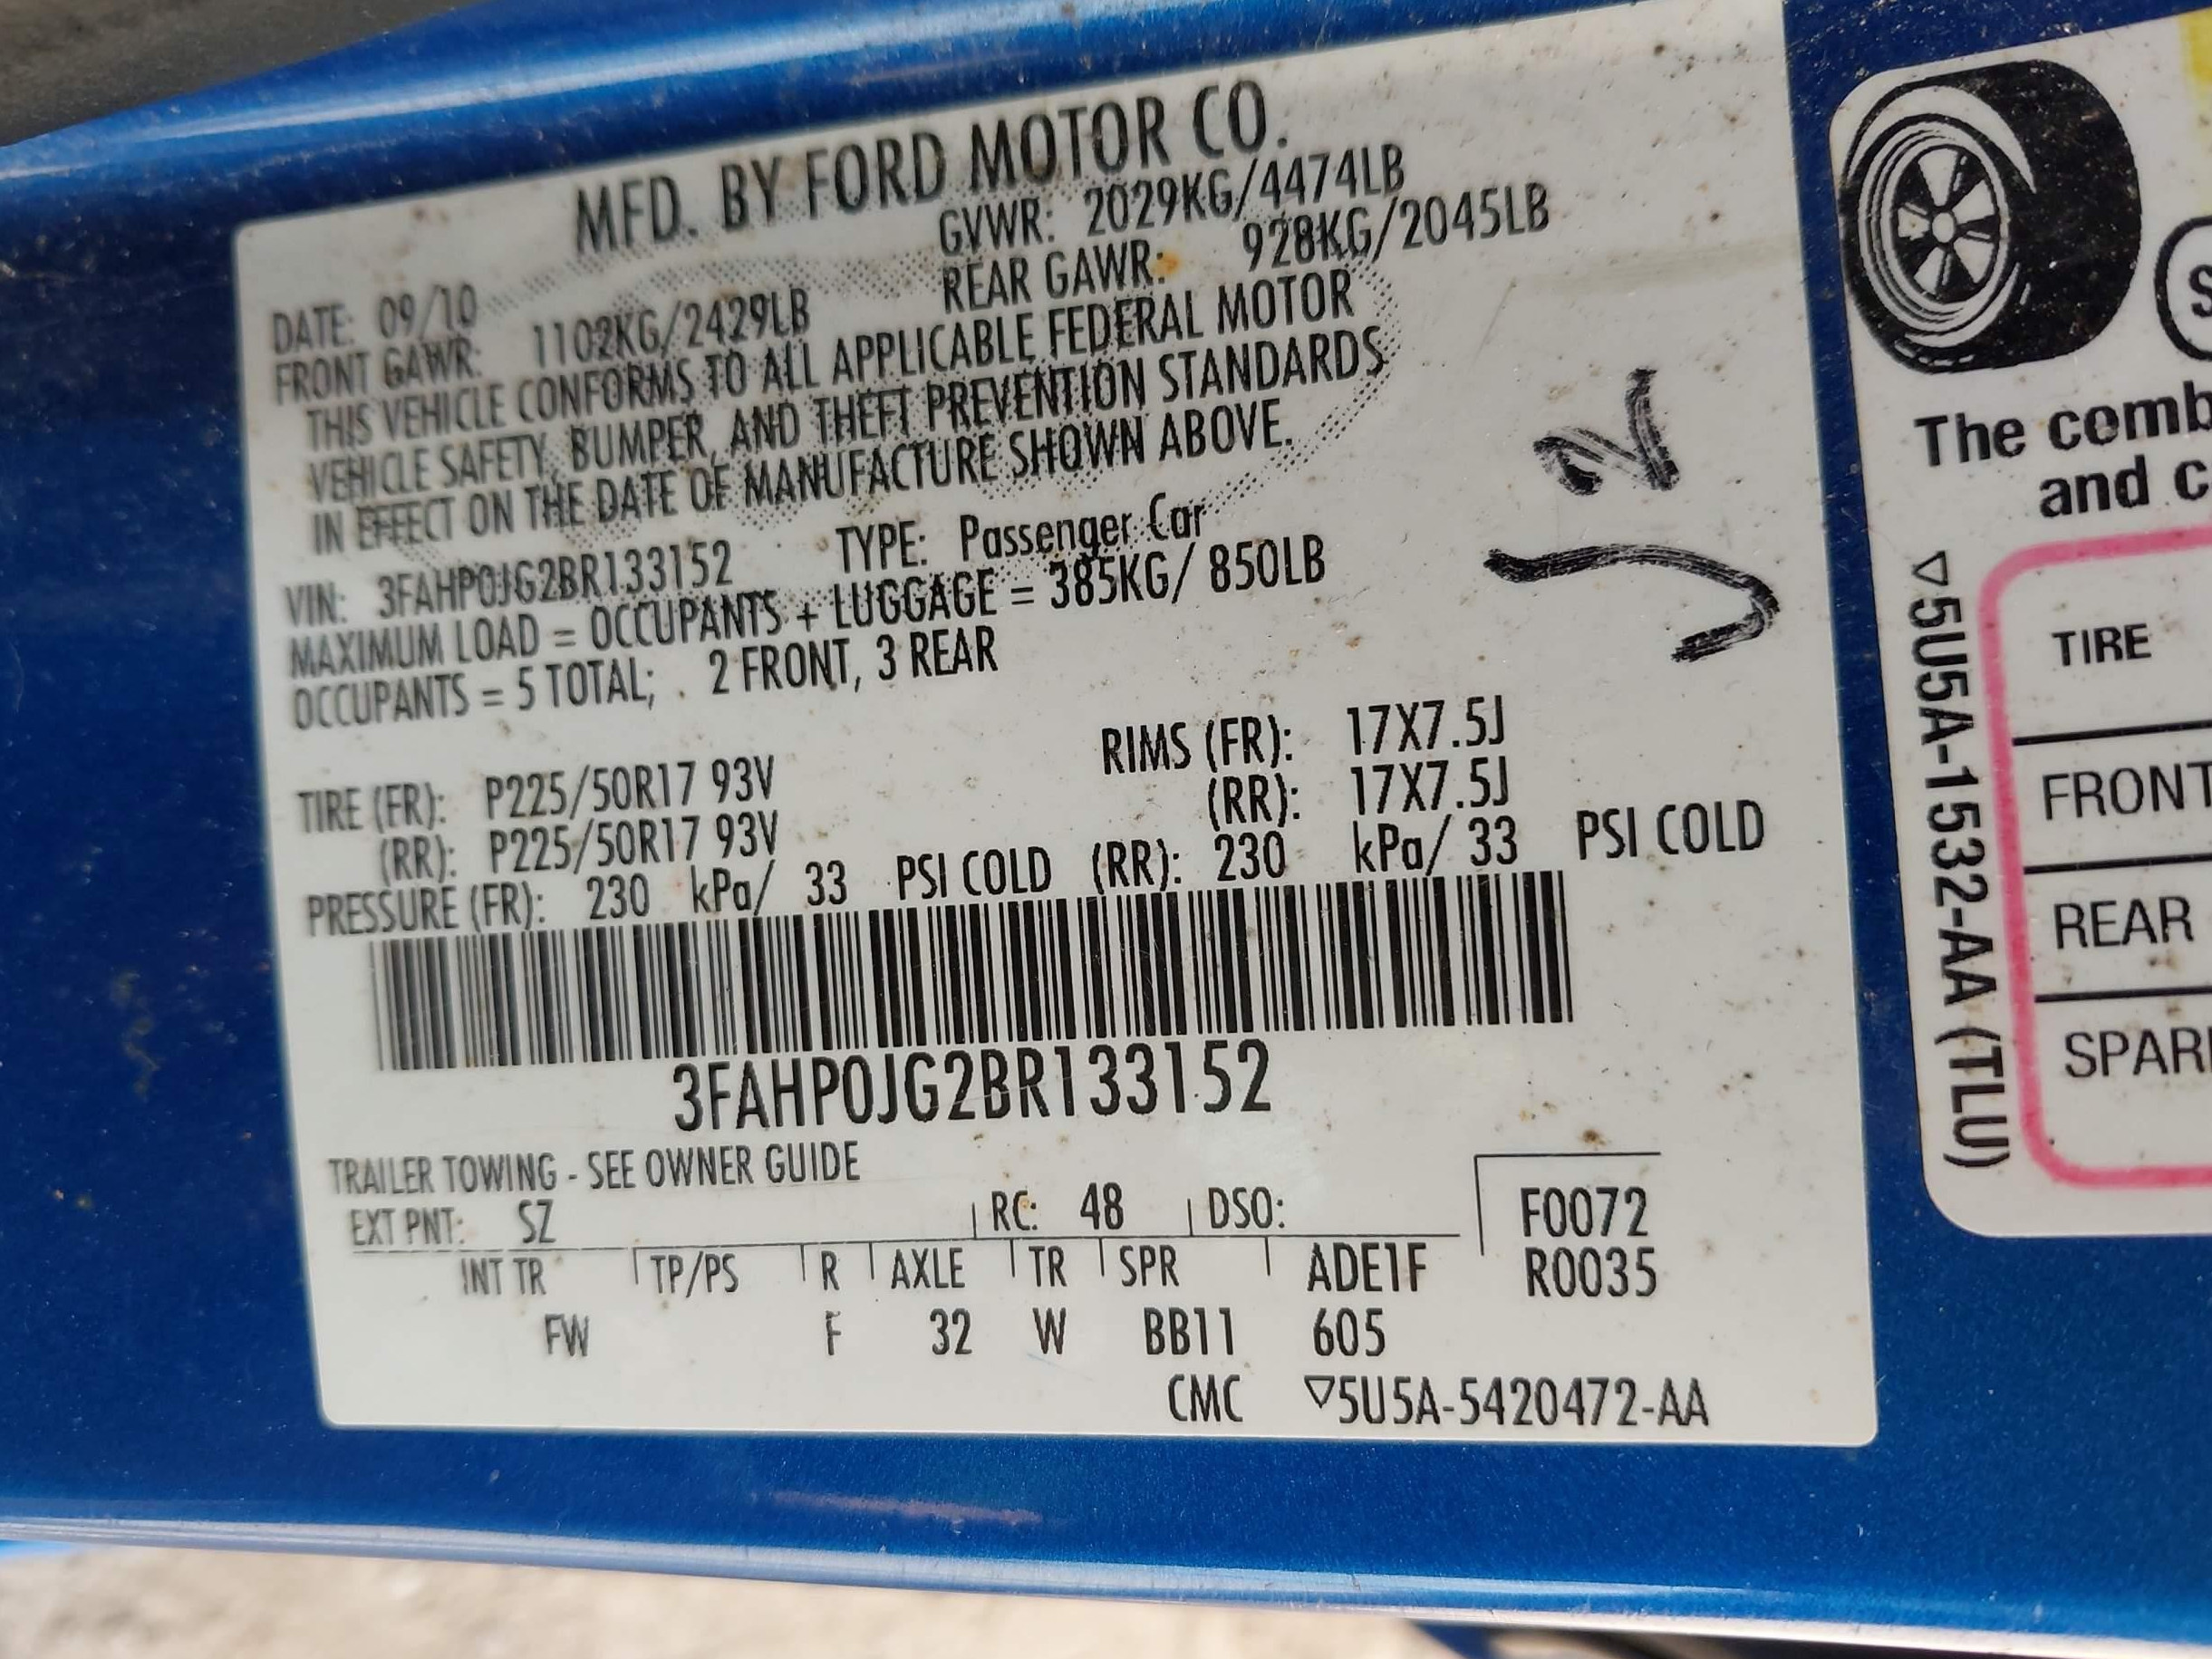 MFD. BY FORD MOTOR CO.
DATE: 09/10 GVWR: 2029KG/4474LB
FRONT GAWR: 1102KG/2429LB REAR GAWR: 928KG/2045LB
THIS VEHICLE CONFORMS TO ALL APPLICABLE FEDERAL MOTOR
VEHICLE SAFETY, BUMPER, AND THEFT PREVENTION STANDARDS
IN EFFECT ON THE DATE OF MANUFACTURE SHOWN ABOVE.
VIN: 3FAHP0JG2BR133152 TYPE: Passenger Car
MAXIMUM LOAD = OCCUPANTS + LUGGAGE = 385KG/ 850LB
OCCUPANTS = 5 TOTAL; 2 FRONT, 3 REAR
TIRE (FR): P225/50R17 93V RIMS (FR): 17X7.5J
(RR): P225/50R17 93V (RR): 17X7.5J
PRESSURE (FR): 230 kPa/ 33 PSI COLD (RR): 230 kPa/ 33 PSI COLD
3FAHP0JG2BR133152
TRAILER TOWING - SEE OWNER GUIDE
EXT PNT: SZ RC: 48 DSO: F0072
INT TR TP/PS R AXLE TR SPR ADE1F R0035
FW F 32 W BB11 605
CMC ▽5U5A-5420472-AA
The
and
▽5U5A-1532-AA (TLU)
TIRE
FRONT
REAR